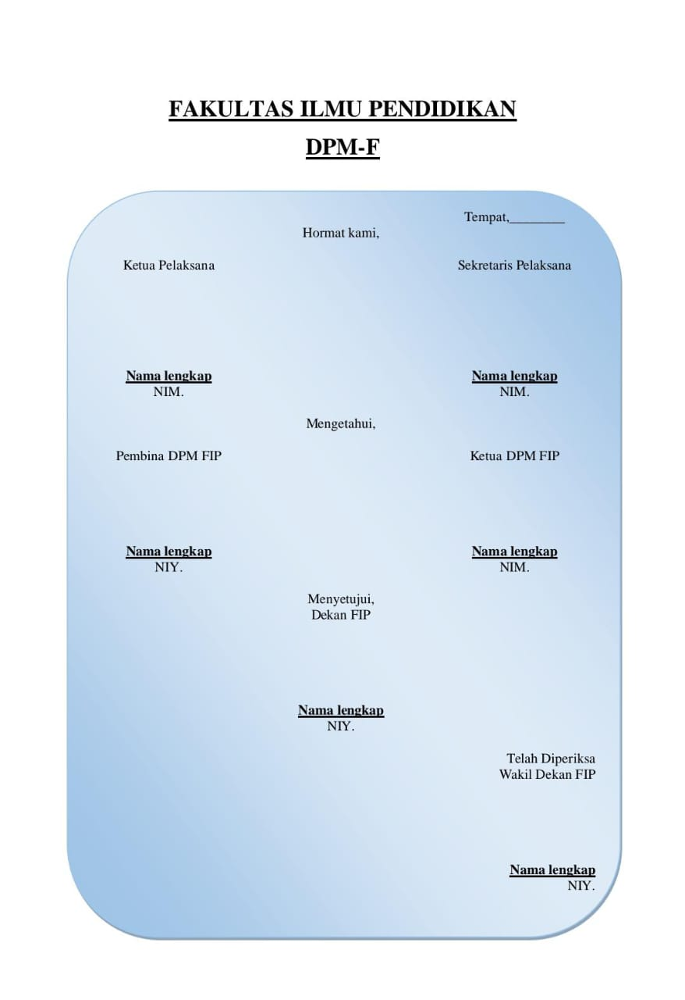 FAKULTAS ILMU PENDIDIKAN
DPM-F
Tempat,________
Hormat kami,
Ketua Pelaksana Sekretaris Pelaksana
Nama lengkap Nama lengkap
NIM. NIM.
Mengetahui,
Pembina DPM FIP Ketua DPM FIP
Nama lengkap Nama lengkap
NIY. NIM.
Menyetujui,
Dekan FIP
Nama lengkap
NIY.
Telah Diperiksa
Wakil Dekan FIP
Nama lengkap
NIY.